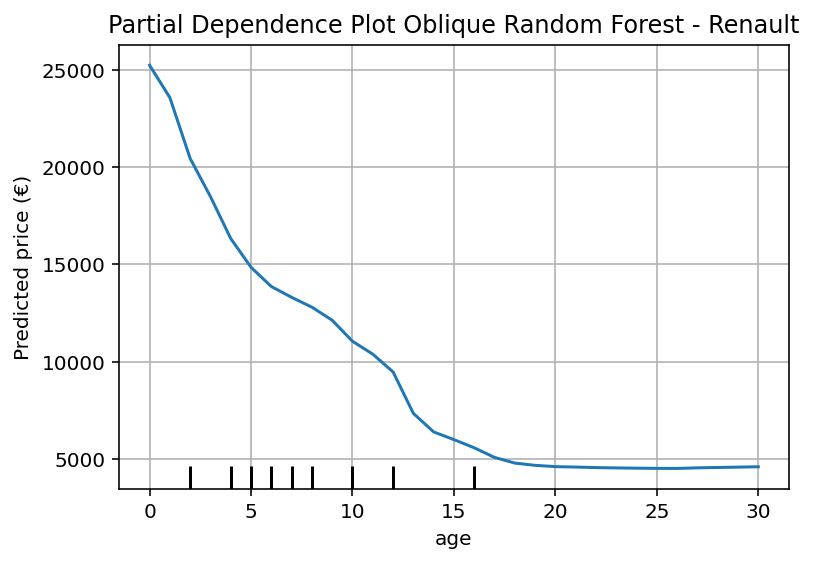 Partial Dependence Plot Oblique Random Forest - Renault
25000
20000
15000
10000
5000
Predicted price (€)
0 5 10 15 20 25 30
age